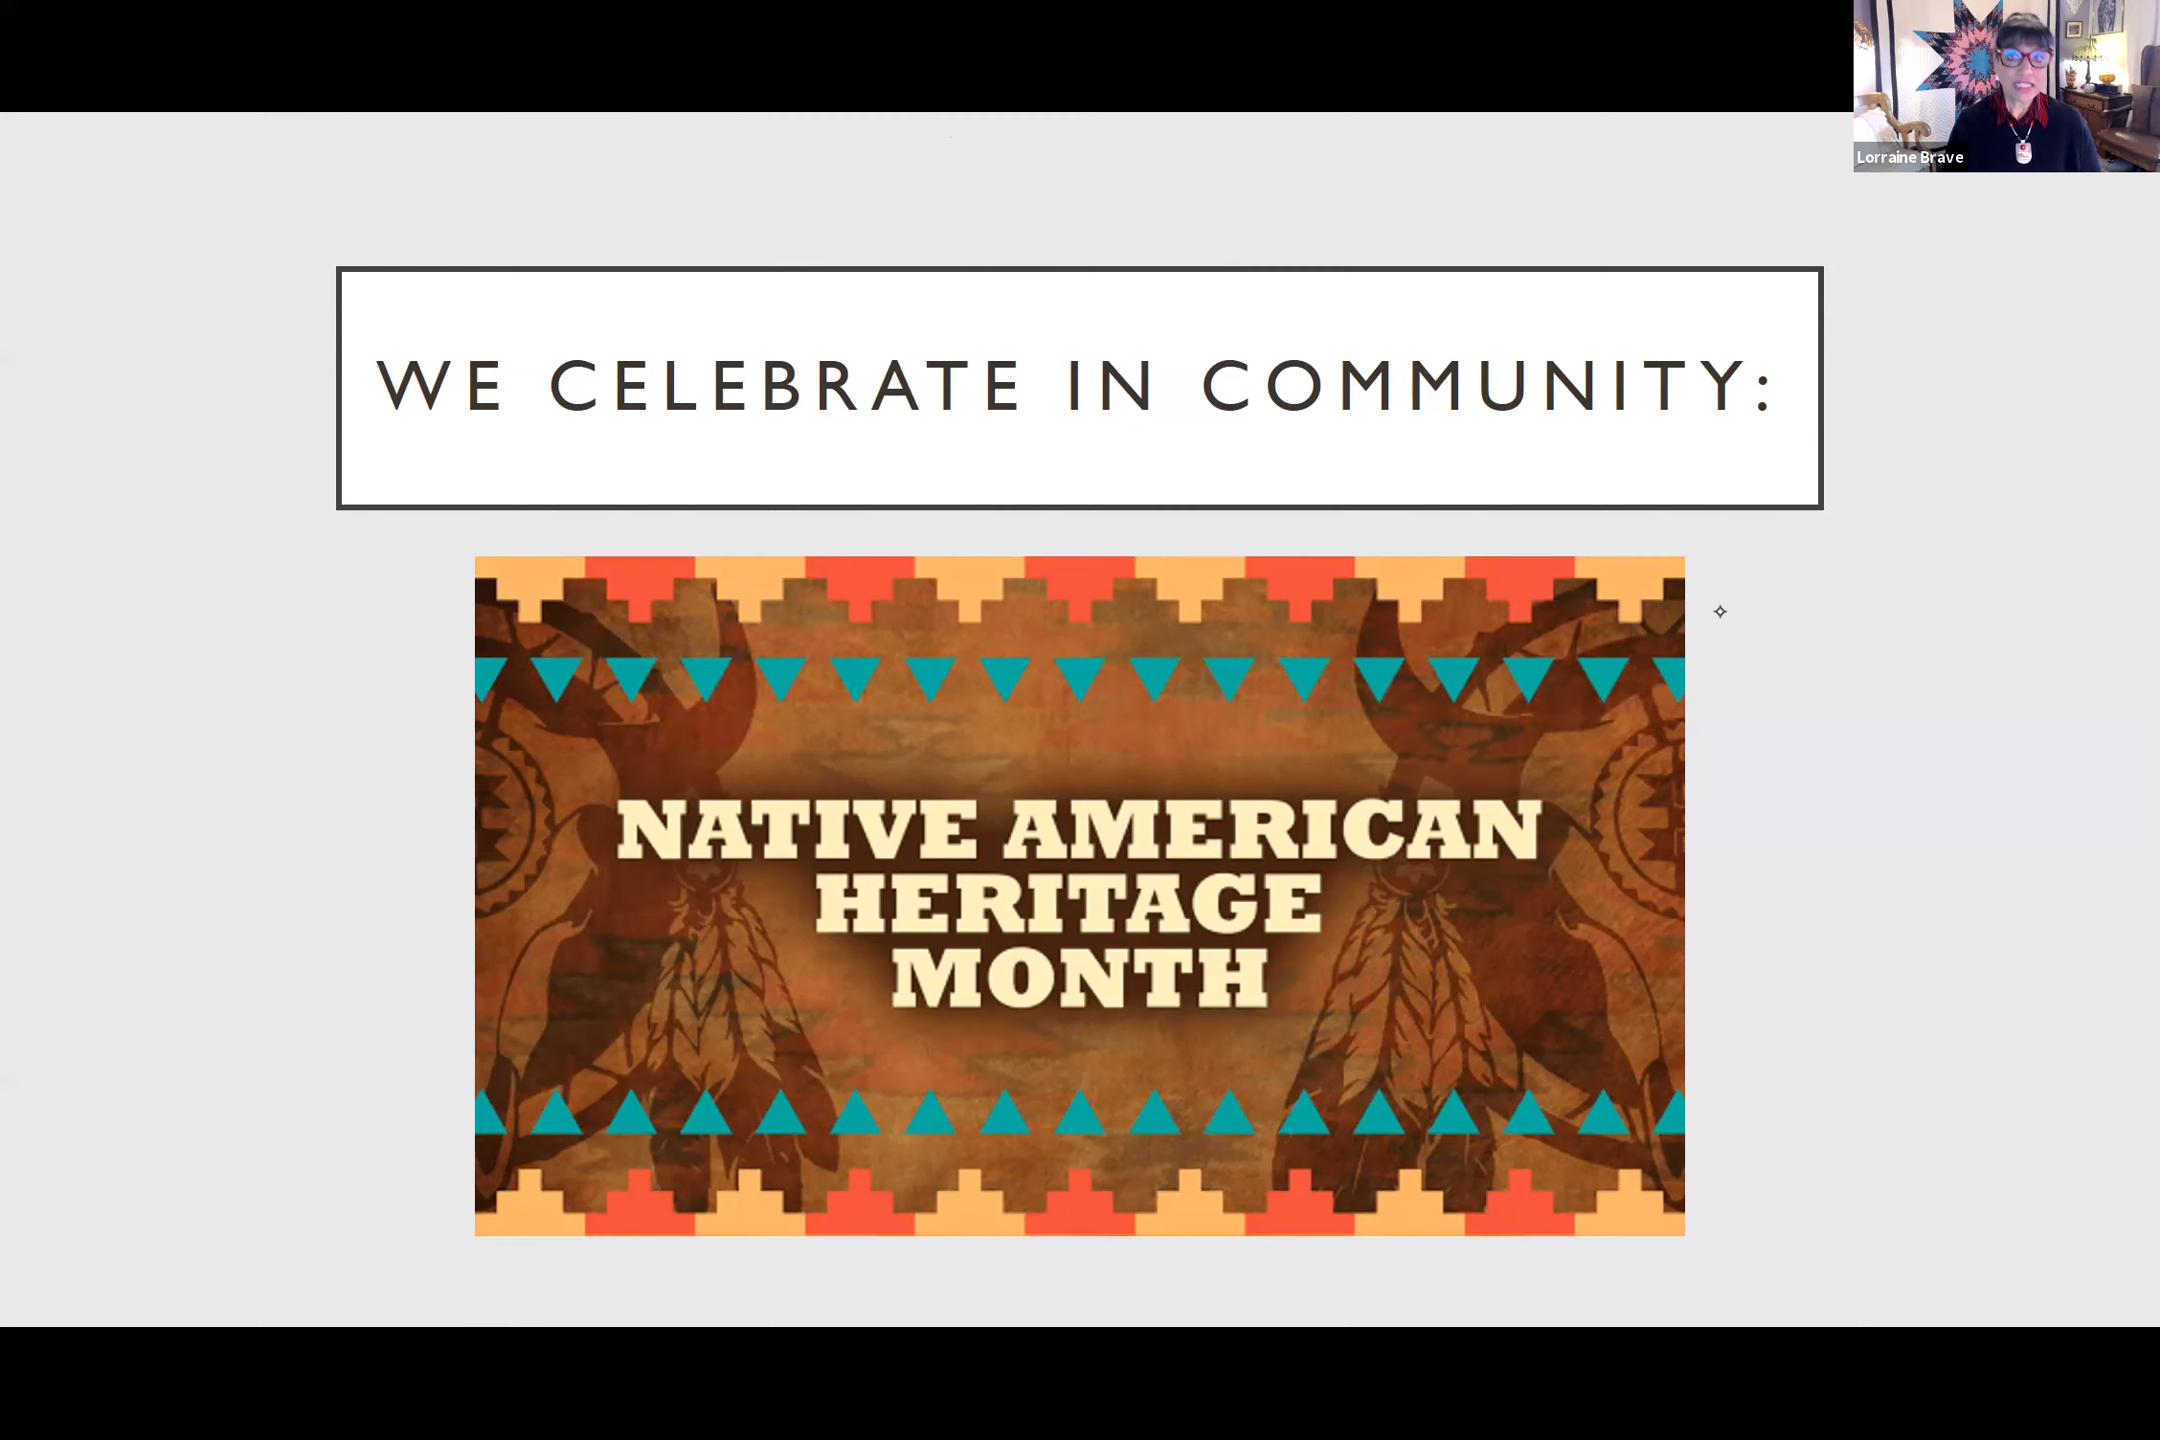 Lorraine Brave
WE CELEBRATE IN COMMUNITY:
NATIVE AMERICAN
HERITAGE
MONTH